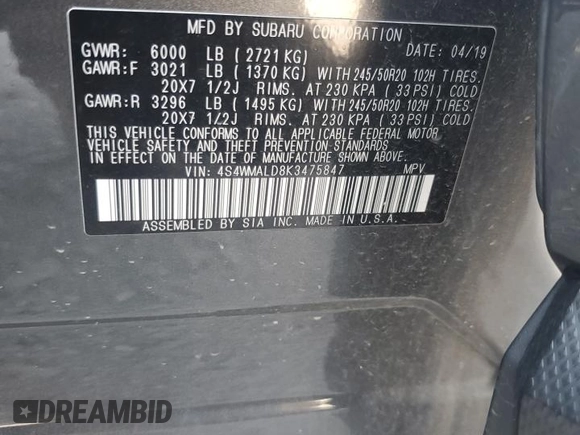 MFD BY SUBARU CORPORATION
GVWR: 6000 LB ( 2721 KG) DATE: 04/19
GAWR:F 3021 LB ( 1370 KG) WITH 245/50R20 102H TIRES.
20X7 1/2J RIMS. AT 230 KPA ( 33 PSI) COLD
GAWR:R 3296 LB ( 1495 KG) WITH 245/50R20 102H TIRES.
20X7 1/2J RIMS. AT 230 KPA ( 33 PSI) COLD
THIS VEHICLE CONFORMS TO ALL APPLICABLE FEDERAL MOTOR
VEHICLE SAFETY AND THEFT PREVENTION STANDARDS
IN EFFECT ON THE DATE OF MANUFACTURE SHOWN ABOVE.
VIN: 4S4WMALD8K3475847 MPV
ASSEMBLED BY SIA INC. IN U.S.A.
DREAMBID